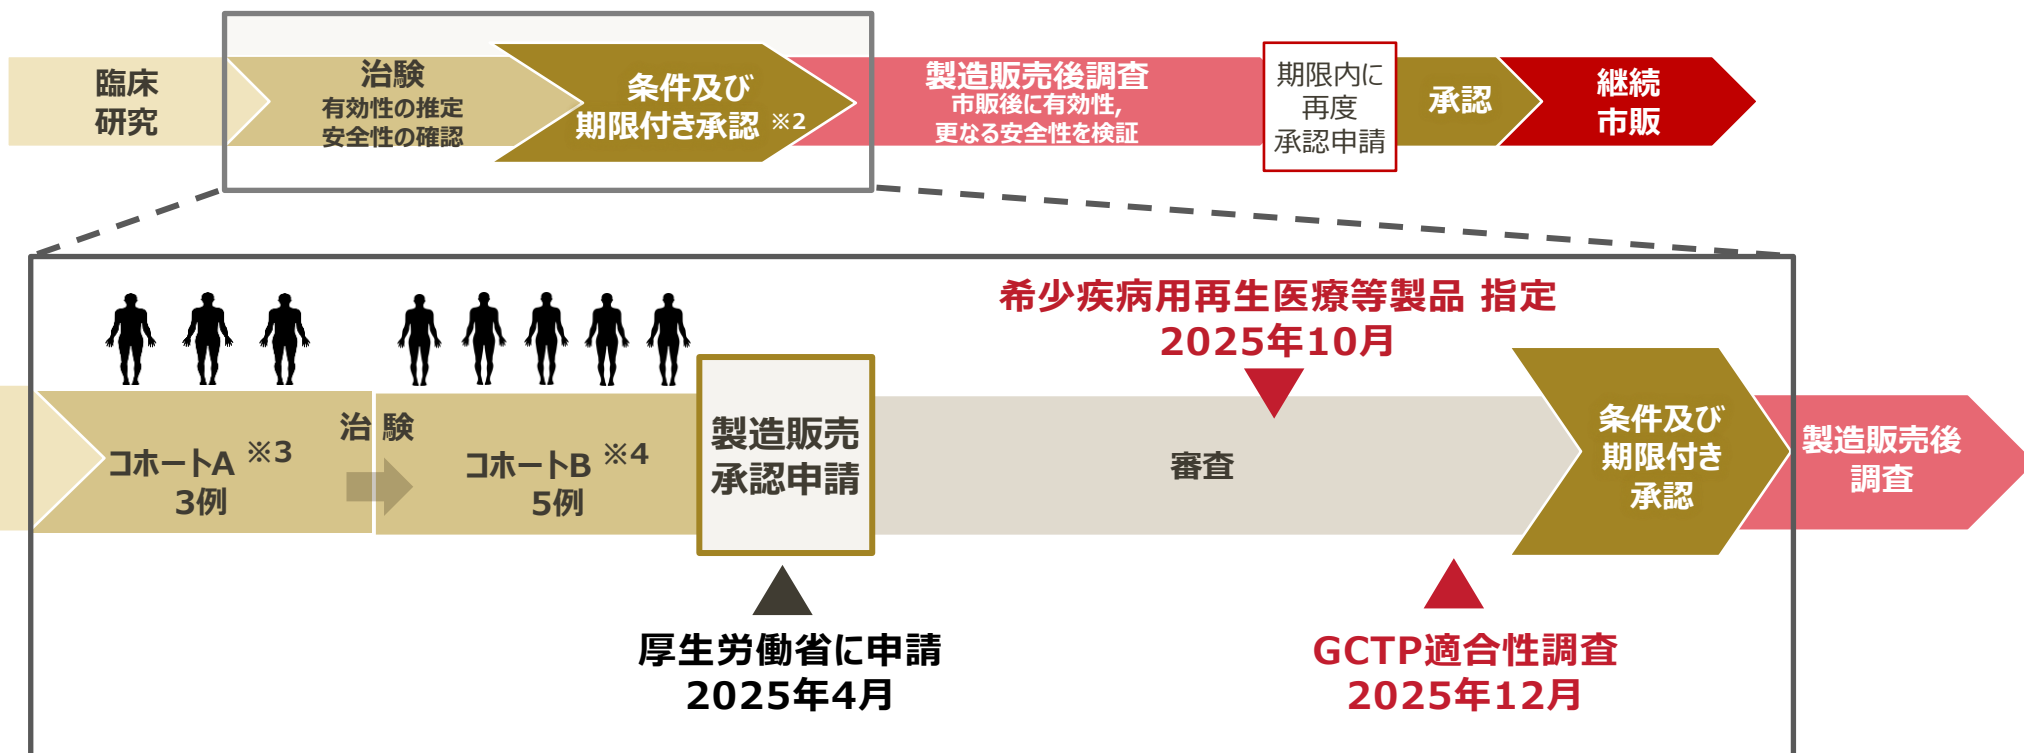 臨床
研究
治験
有効性の推定
安全性の確認
条件及び
期限付き承認 ※2
製造販売後調査
市販後に有効性,
更なる安全性を検証
期限内に
再度
承認申請
承認
継続
市販
希少疾病用再生医療等製品 指定
2025年10月
治 験
コホートA ※3
3例
コホートB ※4
5例
製造販売
承認申請
審査
条件及び
期限付き
承認
製造販売後
調査
厚生労働省に申請
2025年4月
GCTP適合性調査
2025年12月